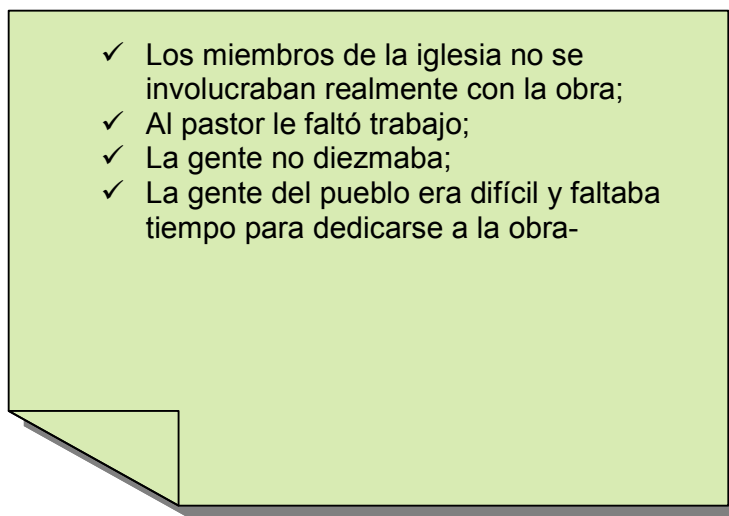 ✓ Los miembros de la iglesia no se
involucraban realmente con la obra;
✓ Al pastor le faltó trabajo;
✓ La gente no diezmaba;
✓ La gente del pueblo era difícil y faltaba
tiempo para dedicarse a la obra-